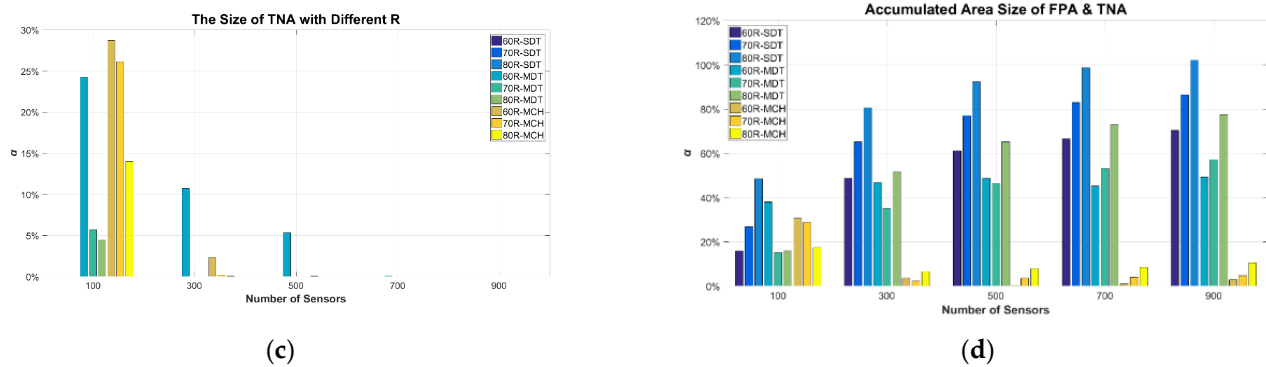 The Size of TNA with Different R
30%
25%
20%
15%
10%
5%
0%
α
100 300 500 700 900
Number of Sensors
60R-SDT
70R-SDT
80R-SDT
60R-MDT
70R-MDT
80R-MDT
60R-MCH
70R-MCH
80R-MCH
(c)
Accumulated Area Size of FPA & TNA
120%
100%
80%
60%
40%
20%
0%
α
100 300 500 700 900
Number of Sensors
60R-SDT
70R-SDT
80R-SDT
60R-MDT
70R-MDT
80R-MDT
60R-MCH
70R-MCH
80R-MCH
(d)